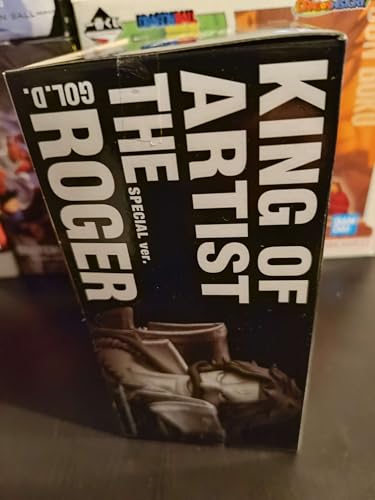 KING OF
ARTIST
THE
SPECIAL ver.
GOL.D.
ROGER